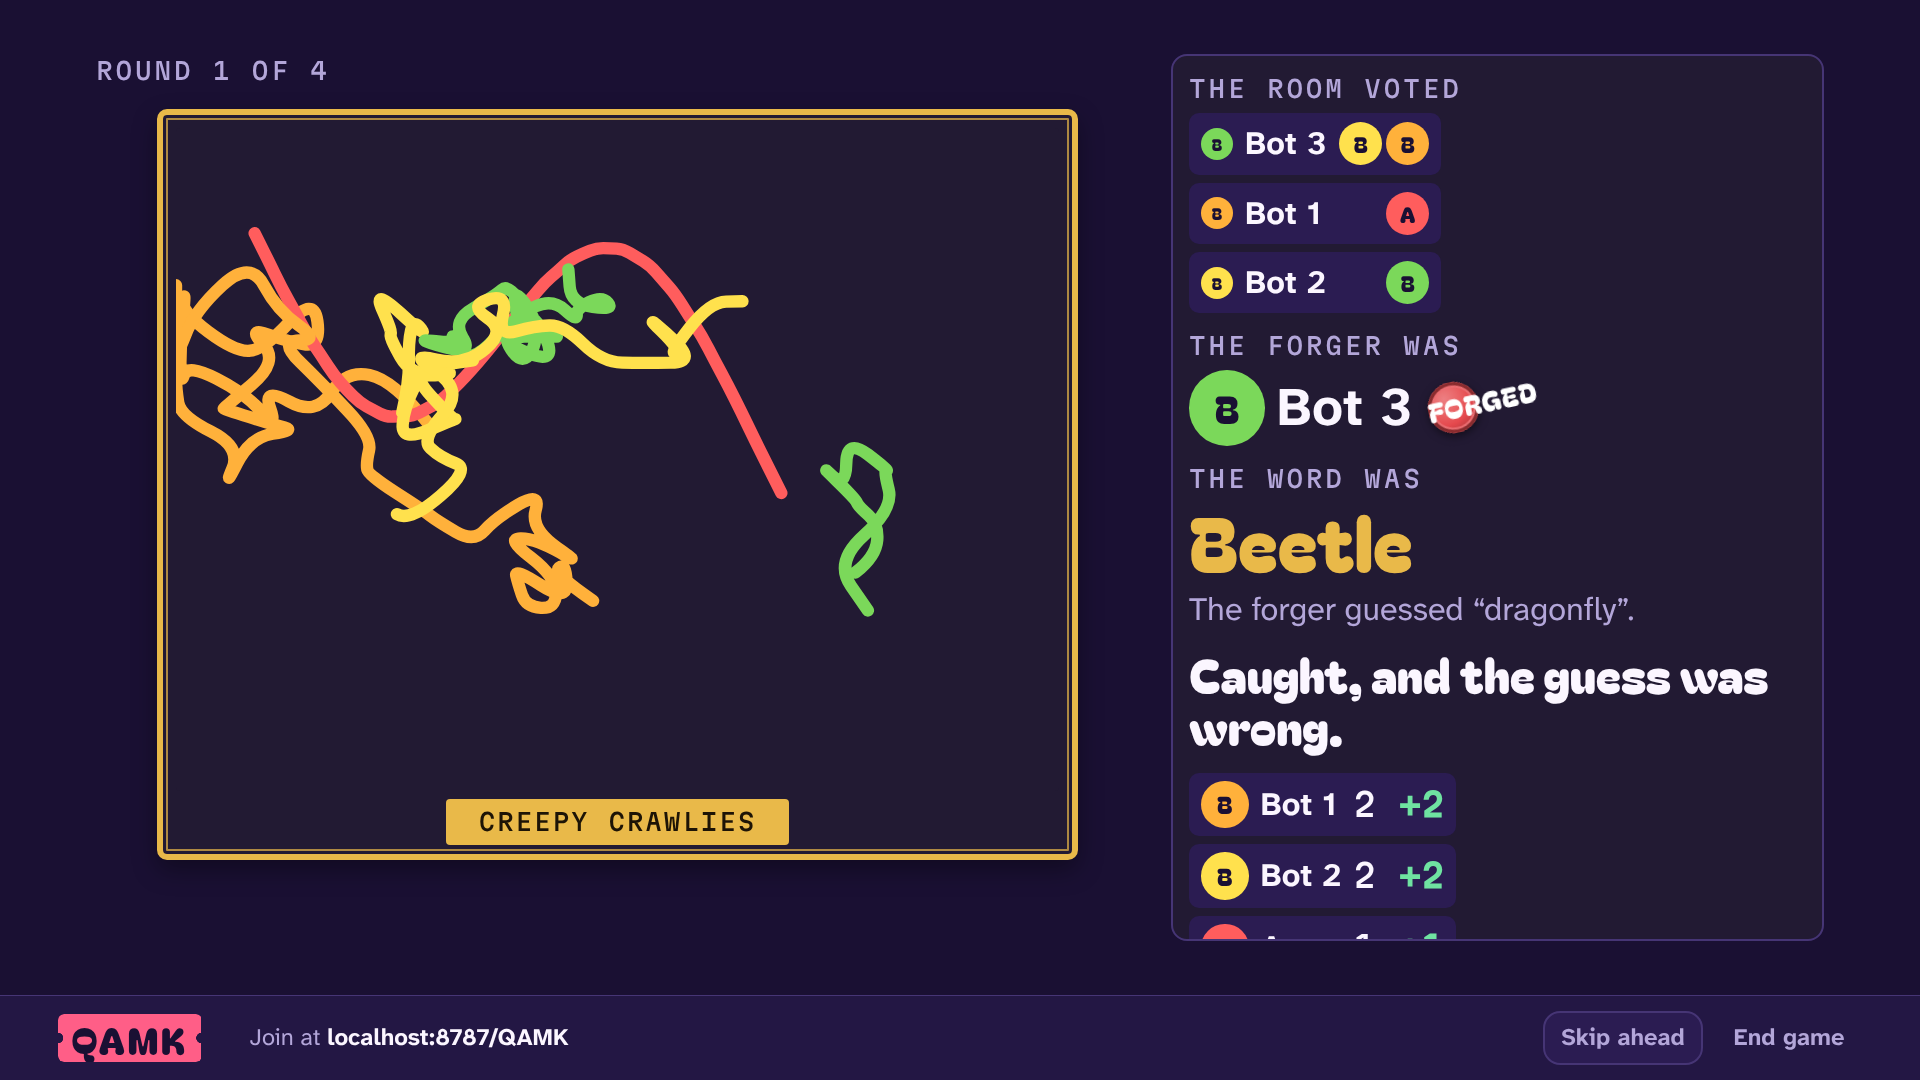 ROUND 1 OF 4
CREEPY CRAWLIES
THE ROOM VOTED
B Bot 3 B B
B Bot 1 A
B Bot 2 B
THE FORGER WAS
B Bot 3 FORGED
THE WORD WAS
Beetle
The forger guessed “dragonfly”.
Caught, and the guess was
wrong.
B Bot 1 2 +2
B Bot 2 2 +2
QAMK
Join at localhost:8787/QAMK
Skip ahead
End game